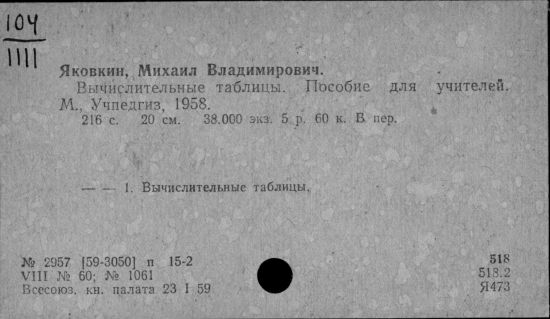 104
1111
Яковкин, Михаил Владимирович.
Вычислительные таблицы. Пособие для учителей.
М., Учпедгиз, 1958.
216 с. 20 см. 38.000 экз. 5 р. 60 к. В пер.
— — 1. Вычислительные таблицы.
№ 2957 [59-3050] п 15-2 518
VIII № 60; № 1061 518.2
Всесоюз. кн. палата 23 I 59 Я473